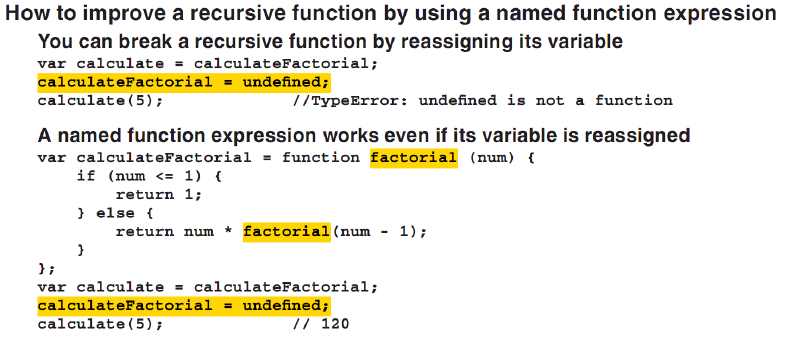 How to improve a recursive function by using a named function expression
You can break a recursive function by reassigning its variable
var calculate = calculateFactorial;
calculateFactorial = undefined;
calculate(5);             //TypeError: undefined is not a function
A named function expression works even if its variable is reassigned
var calculateFactorial = function factorial (num) {
    if (num <= 1) {
        return 1;
    } else {
        return num * factorial(num - 1);
    }
};
var calculate = calculateFactorial;
calculateFactorial = undefined;
calculate(5);             // 120